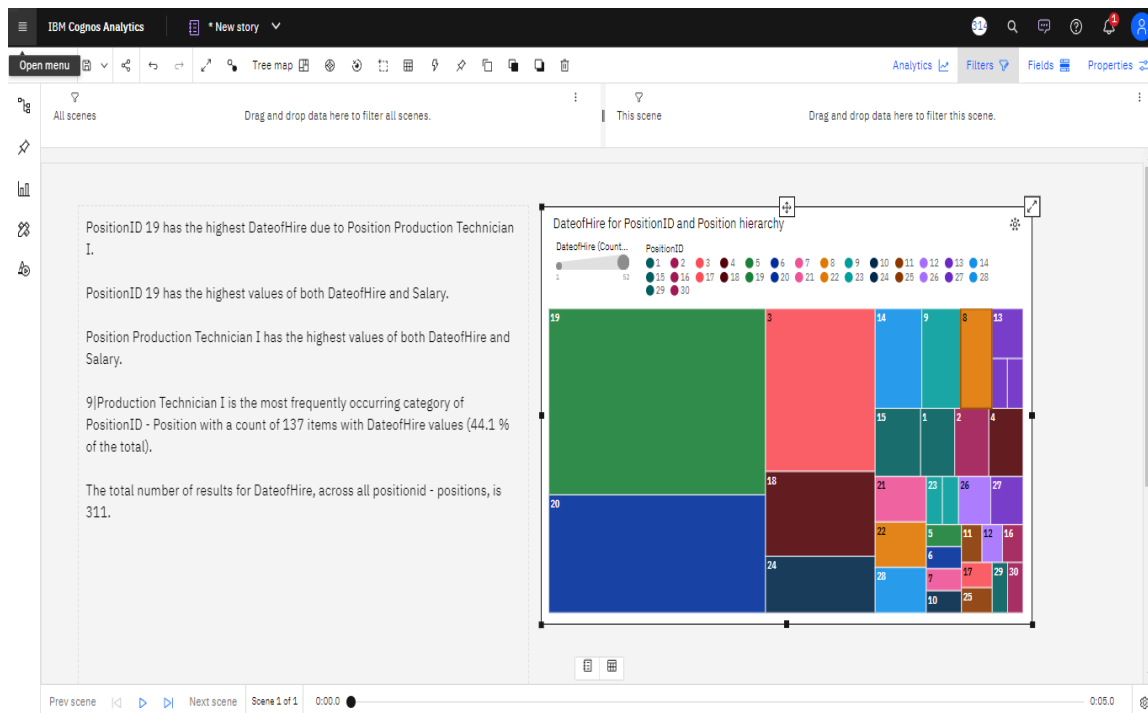 IBM Cognos Analytics
* New story
314
1
Open menu
Tree map
Analytics
Filters
Fields
Properties
All scenes
Drag and drop data here to filter all scenes.
This scene
Drag and drop data here to filter this scene.
PositionID 19 has the highest DateofHire due to Position Production Technician
I.
PositionID 19 has the highest values of both DateofHire and Salary.
Position Production Technician I has the highest values of both DateofHire and
Salary.
9|Production Technician I is the most frequently occurring category of
PositionID - Position with a count of 137 items with DateofHire values (44.1 %
of the total).
The total number of results for DateofHire, across all positionid - positions, is
311.
DateofHire for PositionID and Position hierarchy
DateofHire (Count...
1 52
PositionID
1 2 3 4 5 6 7 8 9 10 11 12 13 14
15 16 17 18 19 20 21 22 23 24 25 26 27 28
29 30
19 3 14 9 8 13
15 1 2 4
18 21 23 26 27
20 22 5 11 12 16
6
24 28 7 17 29 30
10 25
Prev scene
Next scene
Scene 1 of 1
0:00.0
0:05.0